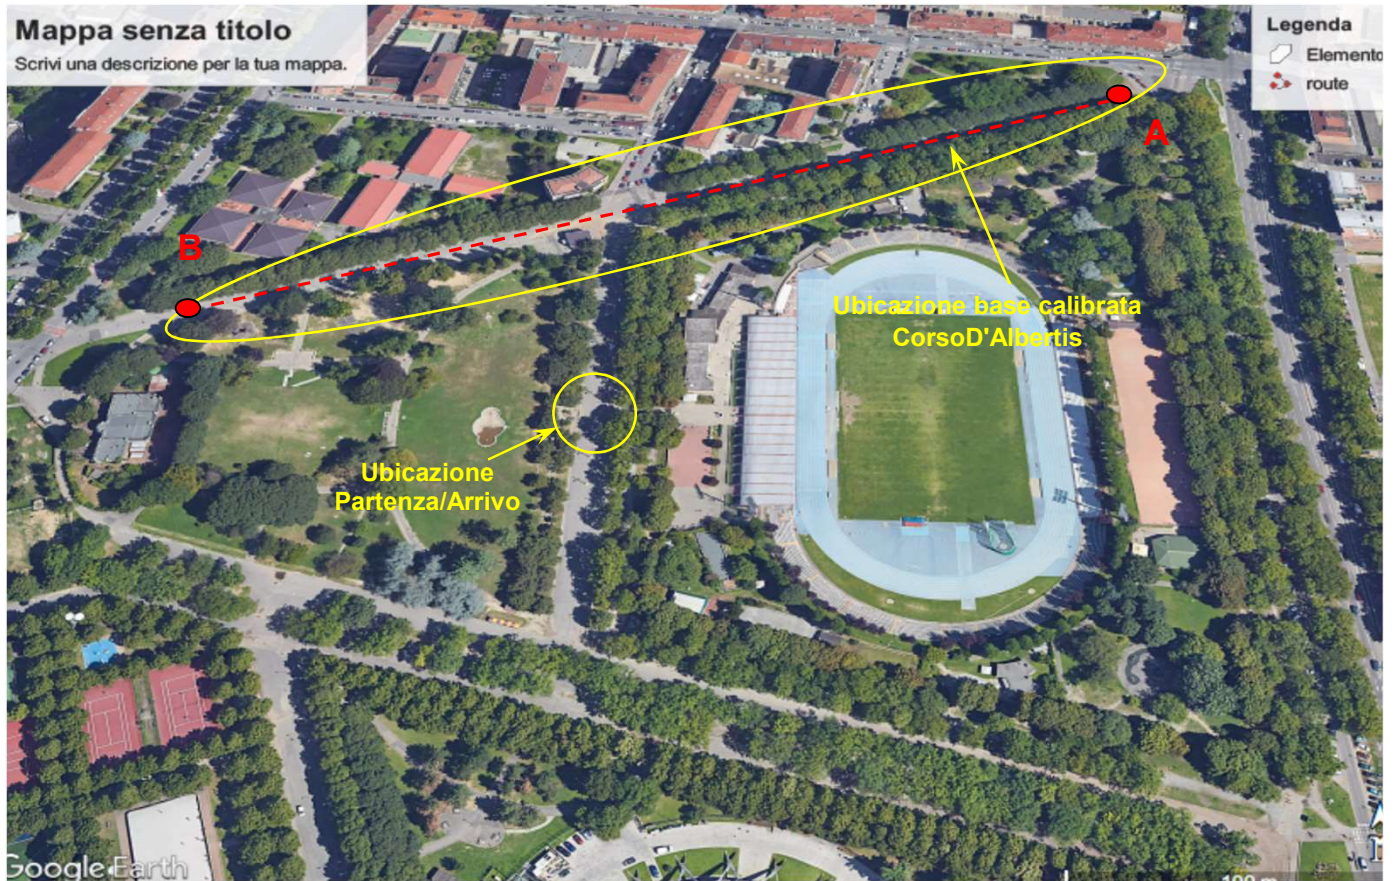 Mappa senza titolo
Scrivi una descrizione per la tua mappa.
Legenda
Elemento
route
A
B
Ubicazione base calibrata
CorsoD'Albertis
Ubicazione
Partenza/Arrivo
Google Earth
100 m